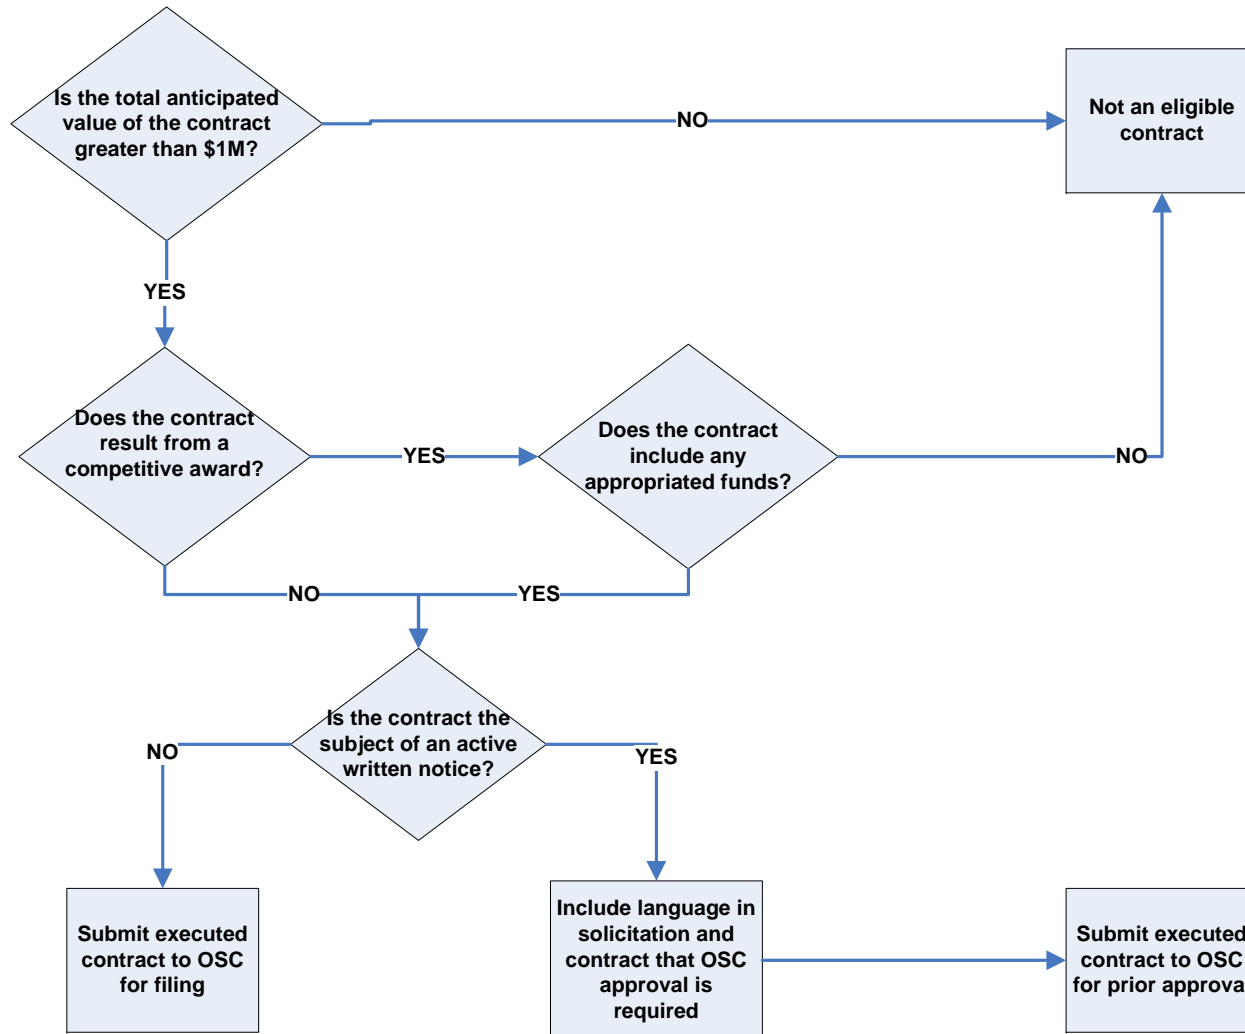 Is the total anticipated
value of the contract
greater than $1M?
NO
Not an eligible
contract
YES
Does the contract
result from a
competitive award?
YES
Does the contract
include any
appropriated funds?
NO
NO
YES
Is the contract the
subject of an active
written notice?
NO
YES
Submit executed
contract to OSC
for filing
Include language in
solicitation and
contract that OSC
approval is
required
Submit executed
contract to OSC
for prior approval